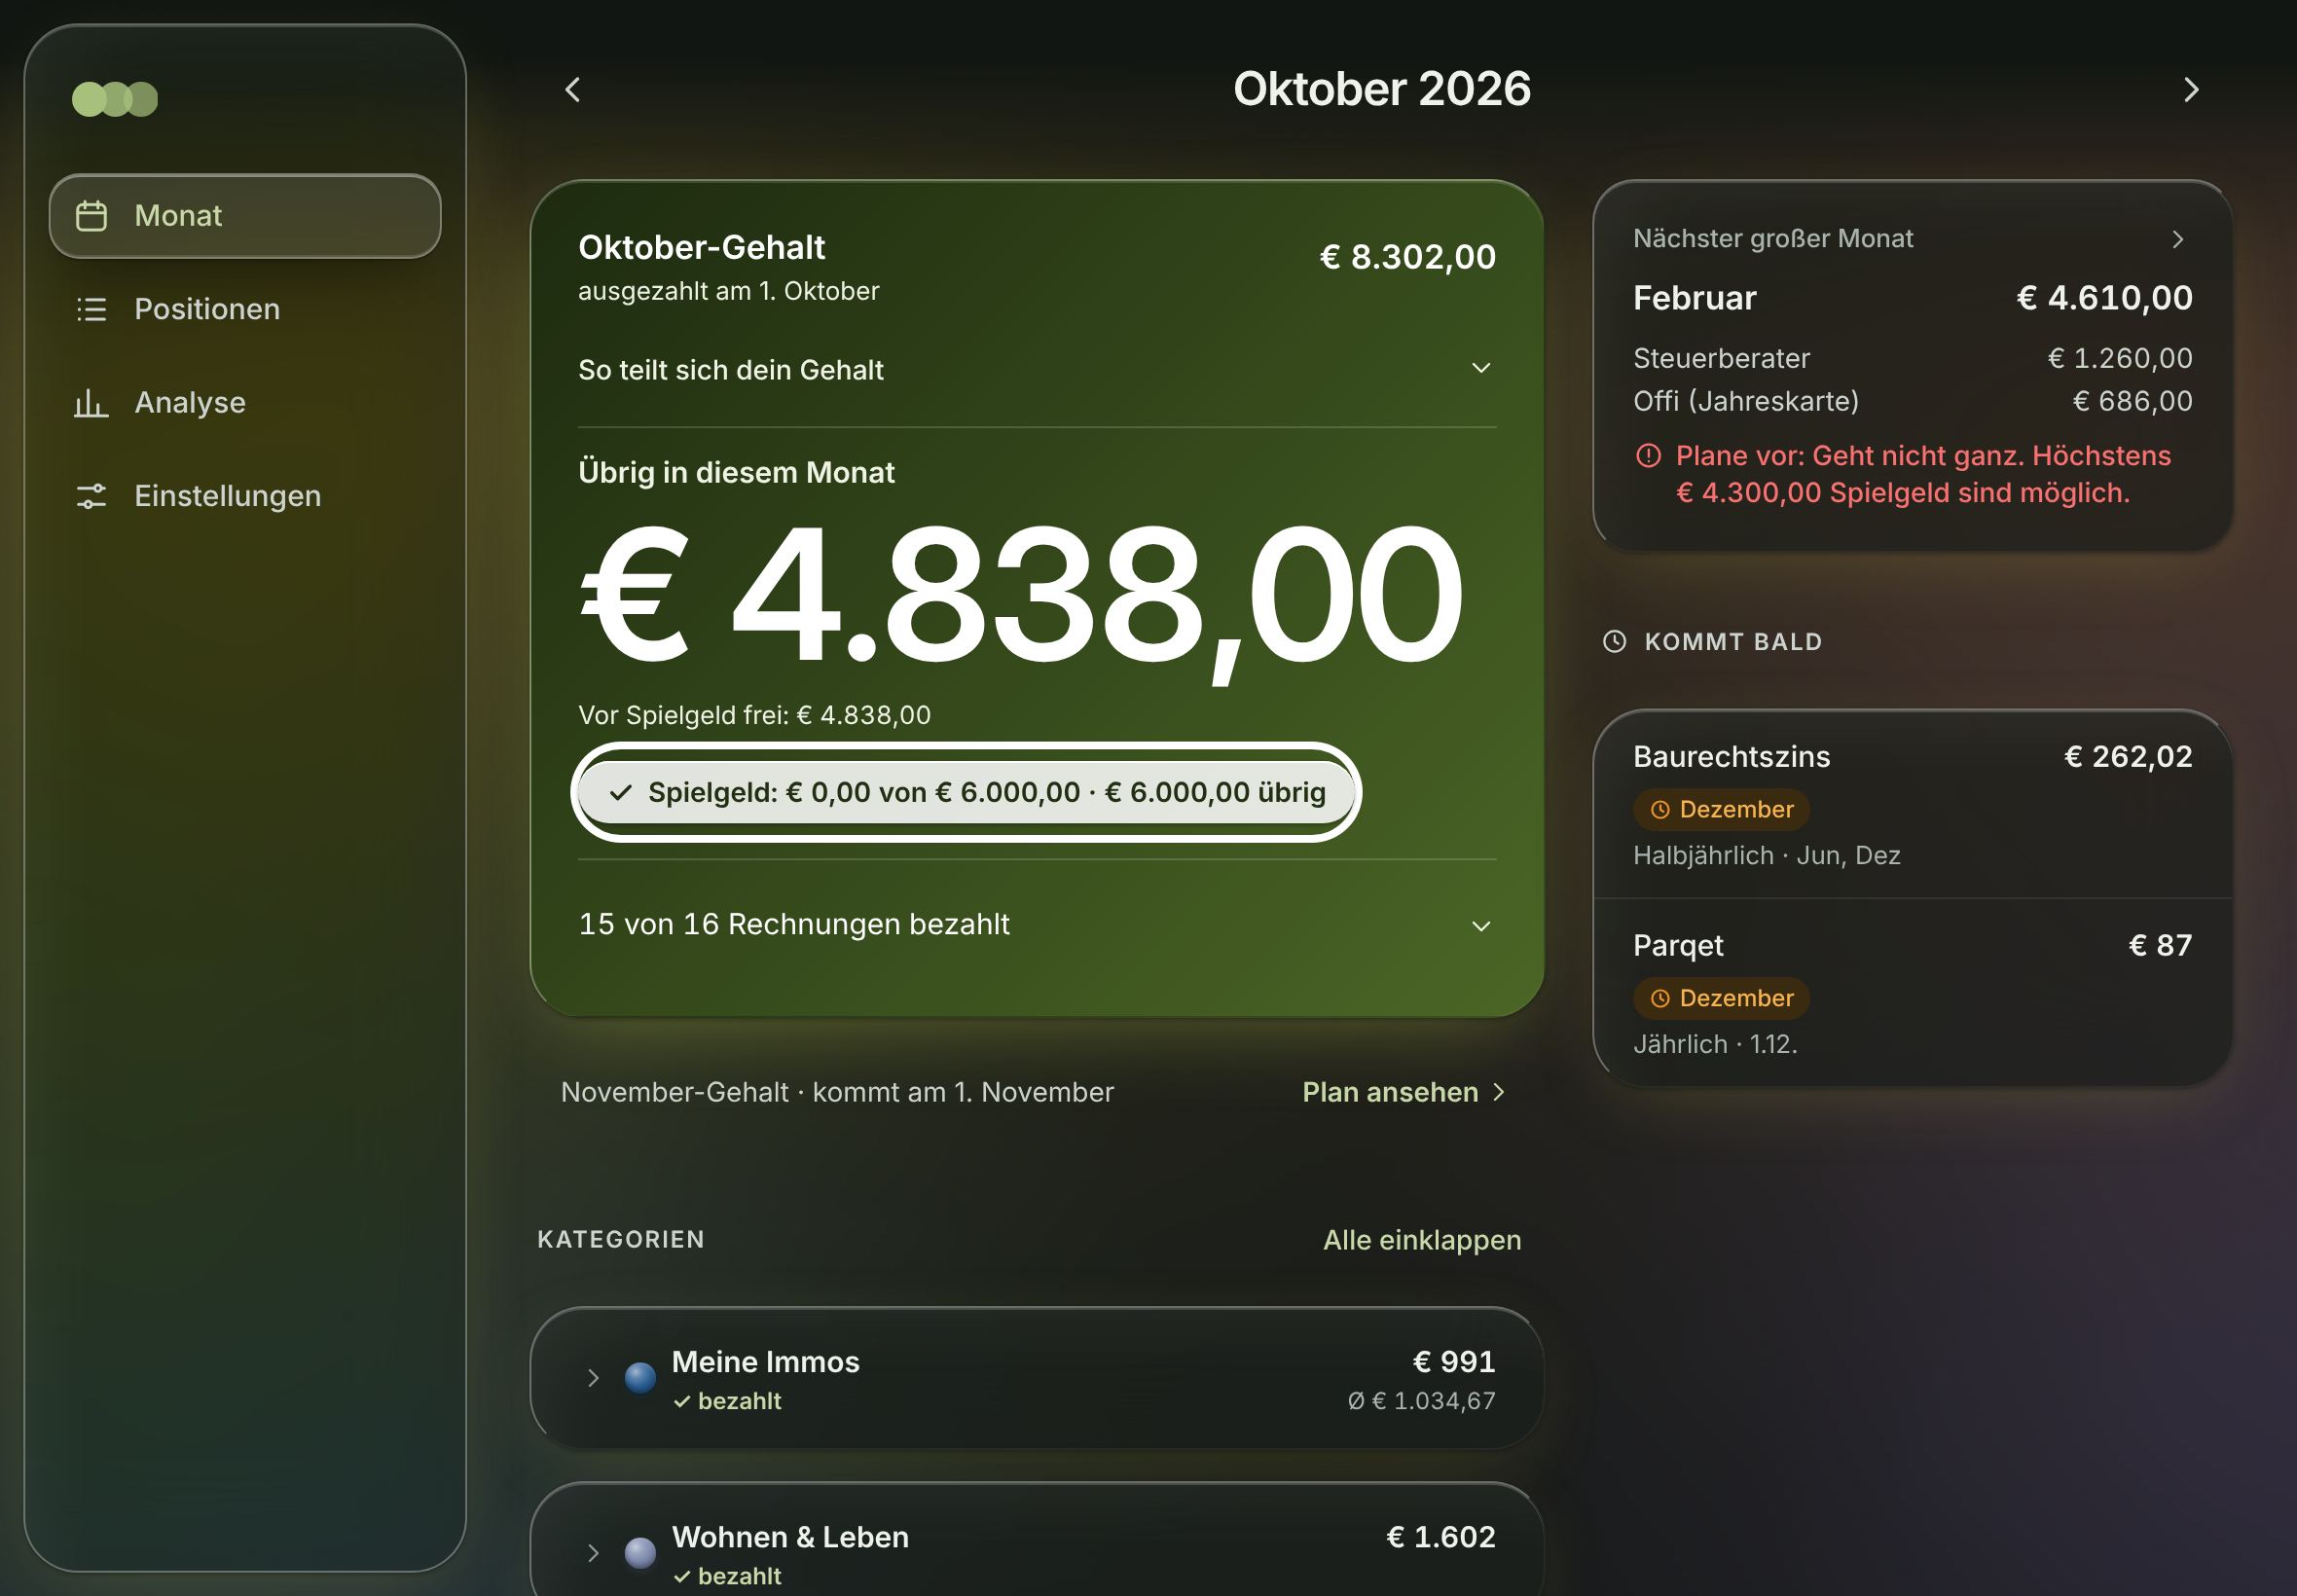 Oktober 2026
Monat
Positionen
Analyse
Einstellungen
Oktober-Gehalt
€ 8.302,00
ausgezahlt am 1. Oktober
So teilt sich dein Gehalt
Übrig in diesem Monat
€ 4.838,00
Vor Spielgeld frei: € 4.838,00
Spielgeld: € 0,00 von € 6.000,00 · € 6.000,00 übrig
15 von 16 Rechnungen bezahlt
November-Gehalt · kommt am 1. November
Plan ansehen
KATEGORIEN
Alle einklappen
Meine Immos
€ 991
bezahlt
Ø € 1.034,67
Wohnen & Leben
€ 1.602
bezahlt
Nächster großer Monat
Februar
€ 4.610,00
Steuerberater
€ 1.260,00
Offi (Jahreskarte)
€ 686,00
Plane vor: Geht nicht ganz. Höchstens
€ 4.300,00 Spielgeld sind möglich.
KOMMT BALD
Baurechtszins
€ 262,02
Dezember
Halbjährlich · Jun, Dez
Parqet
€ 87
Dezember
Jährlich · 1.12.